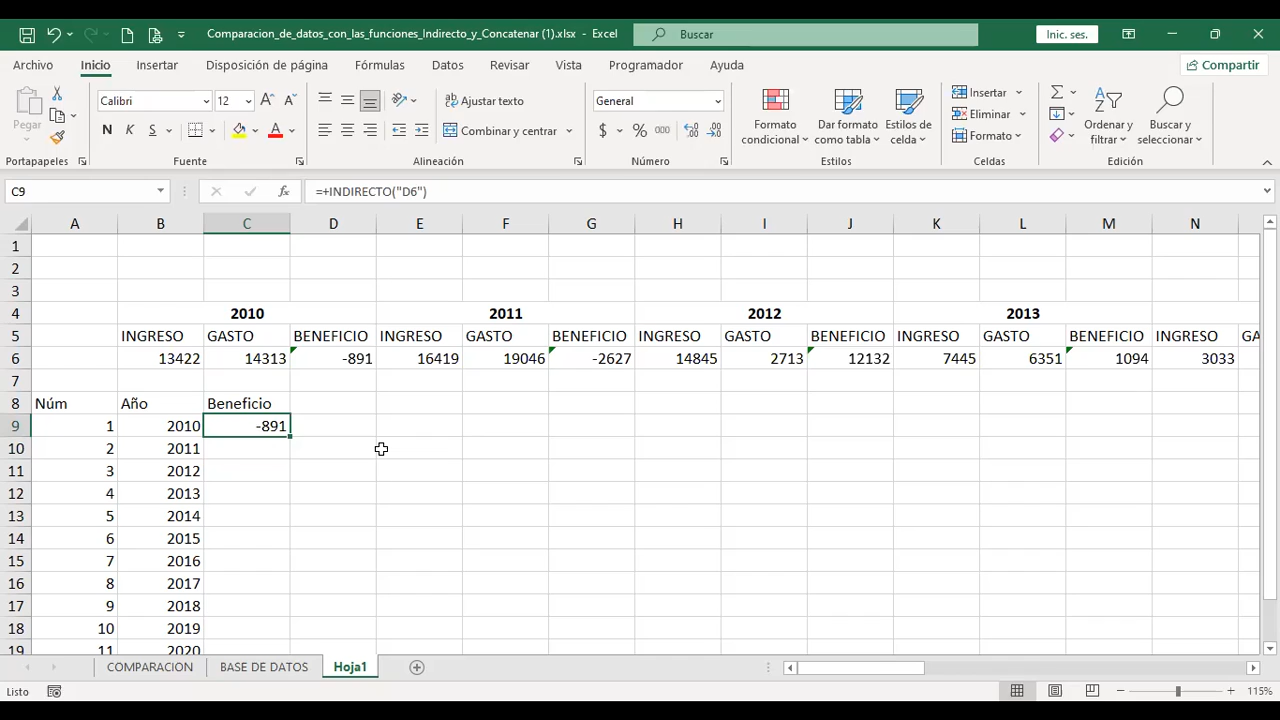 Comparacion_de_datos_con_las_funciones_Indirecto_y_Concatenar (1).xlsx - Excel
Buscar
Inic. ses.
Archivo Inicio Insertar Disposición de página Fórmulas Datos Revisar Vista Programador Ayuda Compartir
Pegar
Calibri 12
N K S
Ajustar texto
Combinar y centrar
General
$ % 000
Formato condicional
Dar formato como tabla
Estilos de celda
Insertar
Eliminar
Formato
Ordenar y filtrar
Buscar y seleccionar
Portapapeles Fuente Alineación Número Estilos Celdas Edición
C9 fx =+INDIRECTO("D6")
A B C D E F G H I J K L M N
1
2
3
4 2010 2011 2012 2013
5 INGRESO GASTO BENEFICIO INGRESO GASTO BENEFICIO INGRESO GASTO BENEFICIO INGRESO GASTO BENEFICIO INGRESO GA
6 13422 14313 -891 16419 19046 -2627 14845 2713 12132 7445 6351 1094 3033
7
8 Núm Año Beneficio
9 1 2010 -891
10 2 2011
11 3 2012
12 4 2013
13 5 2014
14 6 2015
15 7 2016
16 8 2017
17 9 2018
18 10 2019
19 11 2020
COMPARACION BASE DE DATOS Hoja1
Listo 115%